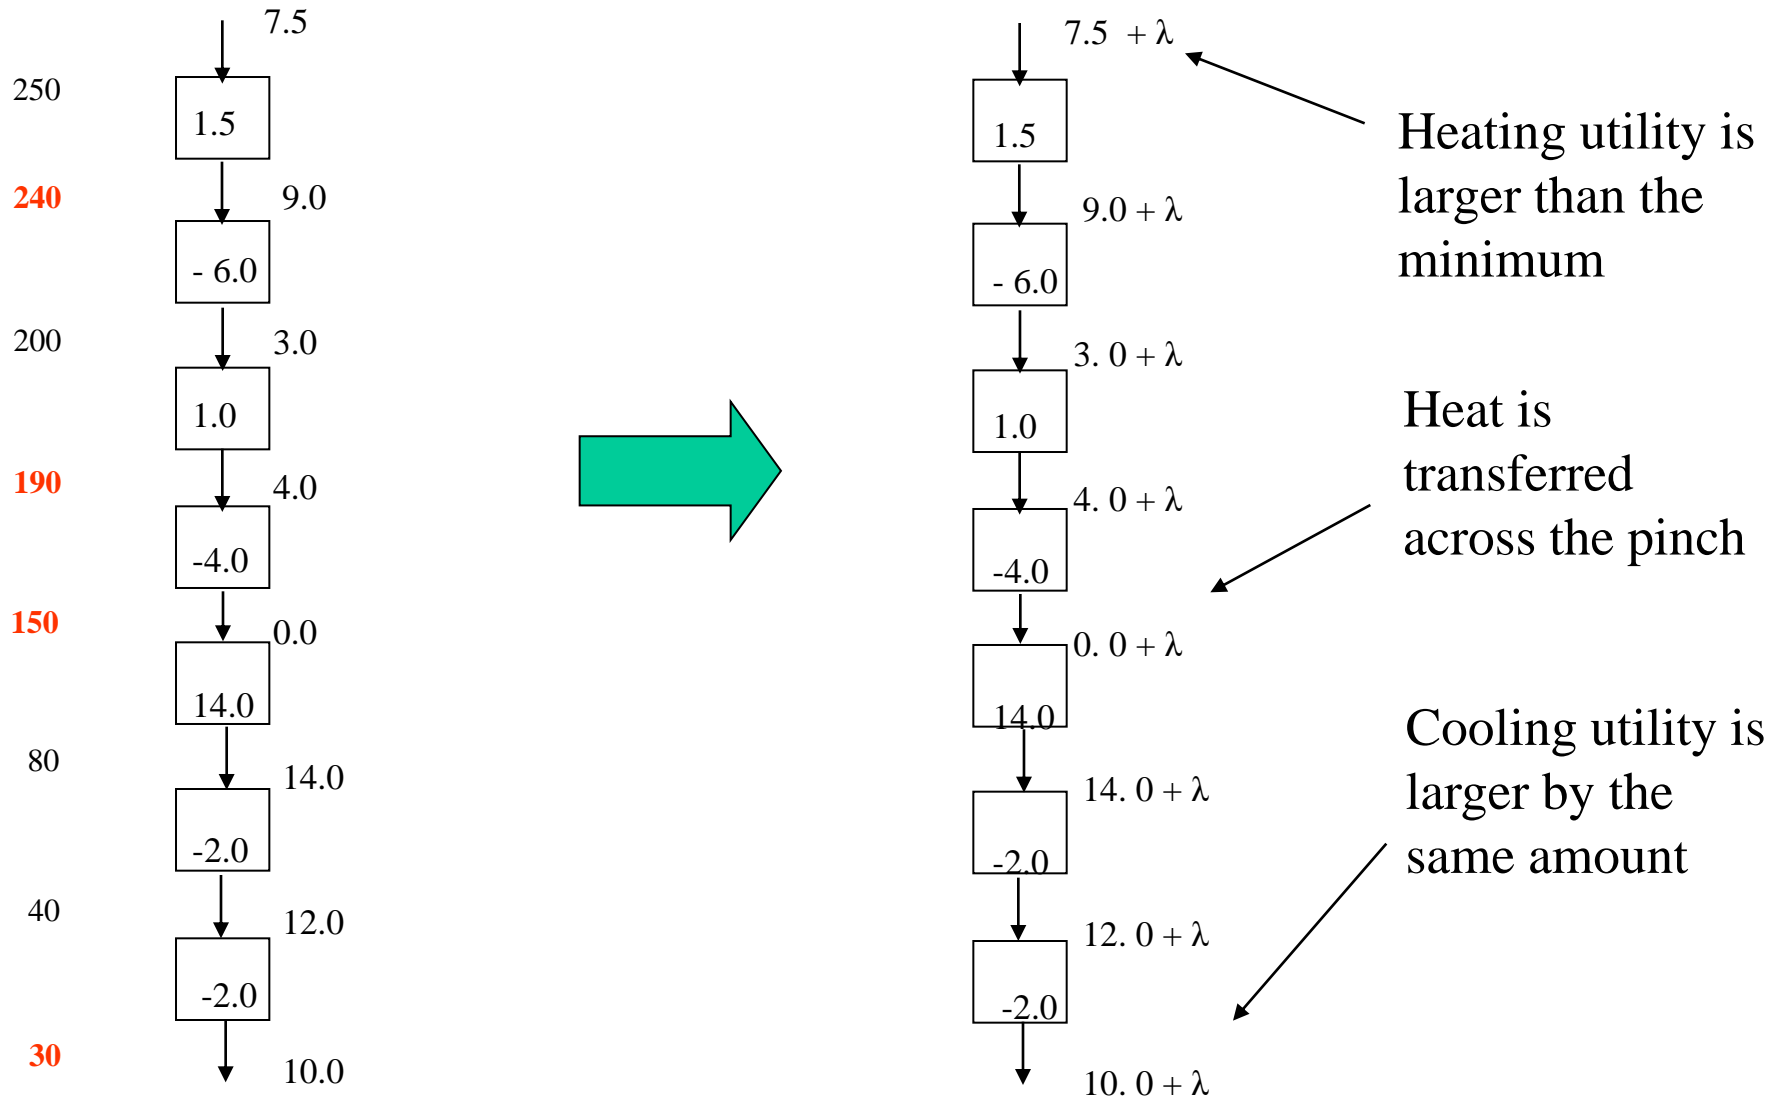 7.5
250
1.5
240
9.0
- 6.0
200
3.0
1.0
190
4.0
-4.0
150
0.0
14.0
80
14.0
-2.0
40
12.0
-2.0
30
10.0
7.5 + λ
1.5
9.0 + λ
- 6.0
3. 0 + λ
1.0
4. 0 + λ
-4.0
0. 0 + λ
14.0
14. 0 + λ
-2.0
12. 0 + λ
-2.0
10. 0 + λ
Heating utility is
larger than the
minimum
Heat is
transferred
across the pinch
Cooling utility is
larger by the
same amount